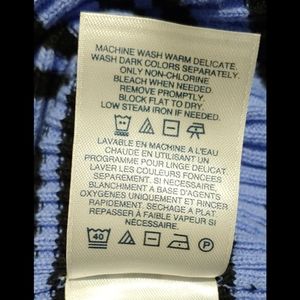 MACHINE WASH WARM DELICATE.
WASH DARK COLORS SEPARATELY.
ONLY NON-CHLORINE
BLEACH WHEN NEEDED.
REMOVE PROMPTLY.
BLOCK FLAT TO DRY.
LOW STEAM IRON IF NEEDED.
LAVABLE EN MACHINE A L'EAU
CHAUDE EN UTILISANT UN
PROGRAMME POUR LINGE DELICAT.
LAVER LES COULEURS FONCEES
SEPAREMENT. SI NECESSAIRE,
BLANCHIMENT A BASE D'AGENTS
OXYGENES UNIQUEMENT ET RINCER
RAPIDEMENT. SECHAGE A PLAT.
REPASSER A FAIBLE VAPEUR SI
NÉCESSAIRE.
40 P